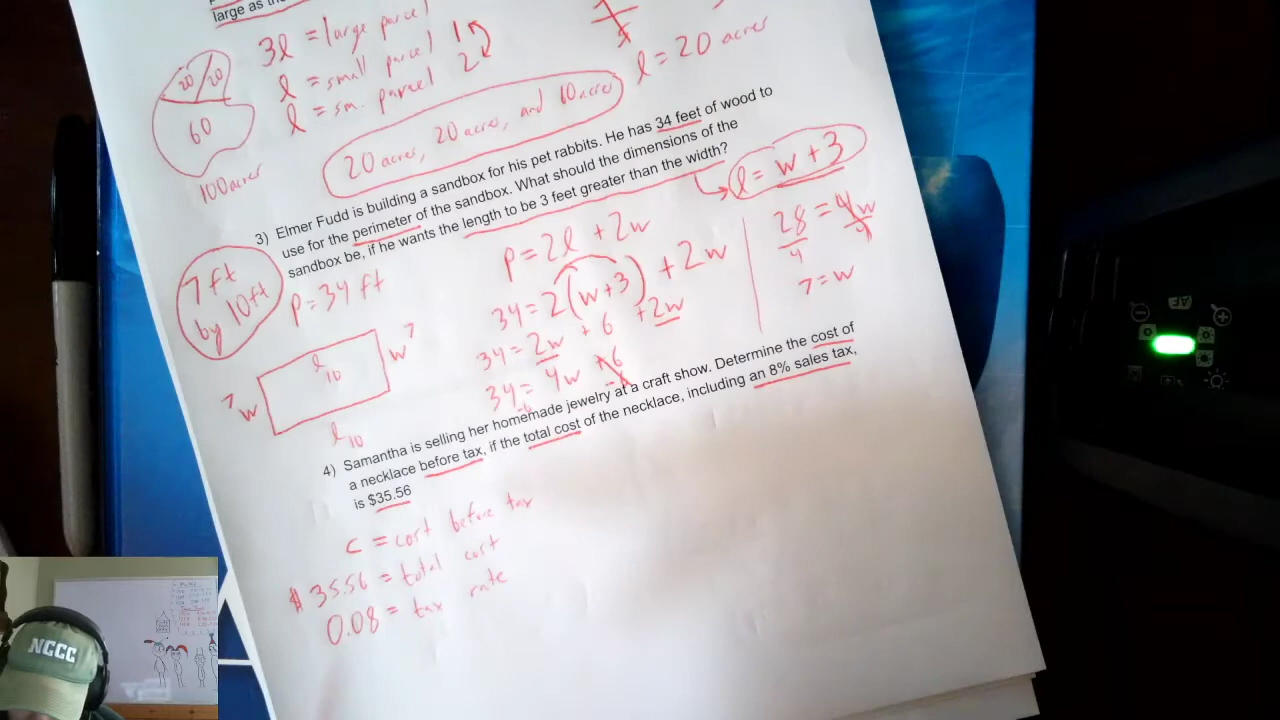 large as the
3l = large parcel
l = small parcel 1
l = sm. parcel 2
20 20
60
100 acres
20 acres, 20 acres, and 60 acres
l = 20 acres
3) Elmer Fudd is building a sandbox for his pet rabbits. He has 34 feet of wood to
use for the perimeter of the sandbox. What should the dimensions of the
sandbox be, if he wants the length to be 3 feet greater than the width?
l = w + 3
7 ft
by 10 ft
P = 34 ft
l 10
w 7
7 w
l 10
P = 2l + 2w
34 = 2(w+3) + 2w
34 = 2w + 6 + 2w
34 = 4w + 6
-6 -6
28 = 4w
4 4
7 = w
4) Samantha is selling her homemade jewelry at a craft show. Determine the cost of
a necklace before tax, if the total cost of the necklace, including an 8% sales tax,
is $35.56
c = cost before tax
$35.56 = total cost
0.08 = tax rate
NCCC
AF